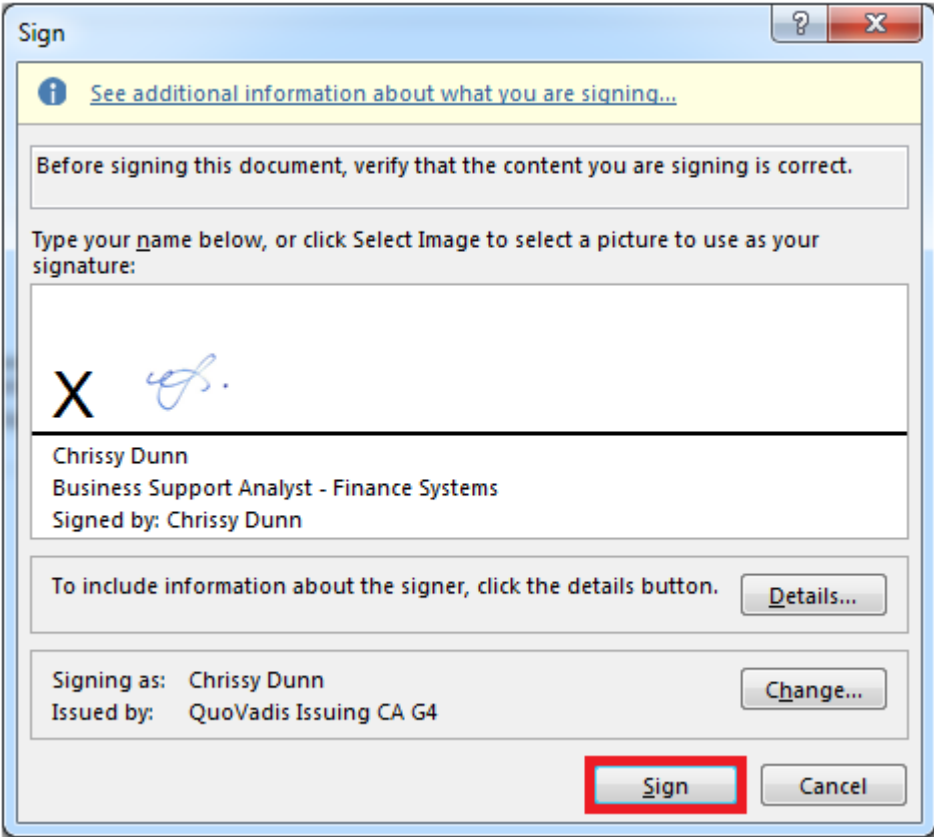 Sign
See additional information about what you are signing...
Before signing this document, verify that the content you are signing is correct.
Type your name below, or click Select Image to select a picture to use as your
signature:
X
Chrissy Dunn
Business Support Analyst - Finance Systems
Signed by: Chrissy Dunn
To include information about the signer, click the details button.
Details...
Signing as: Chrissy Dunn
Issued by: QuoVadis Issuing CA G4
Change...
Sign
Cancel